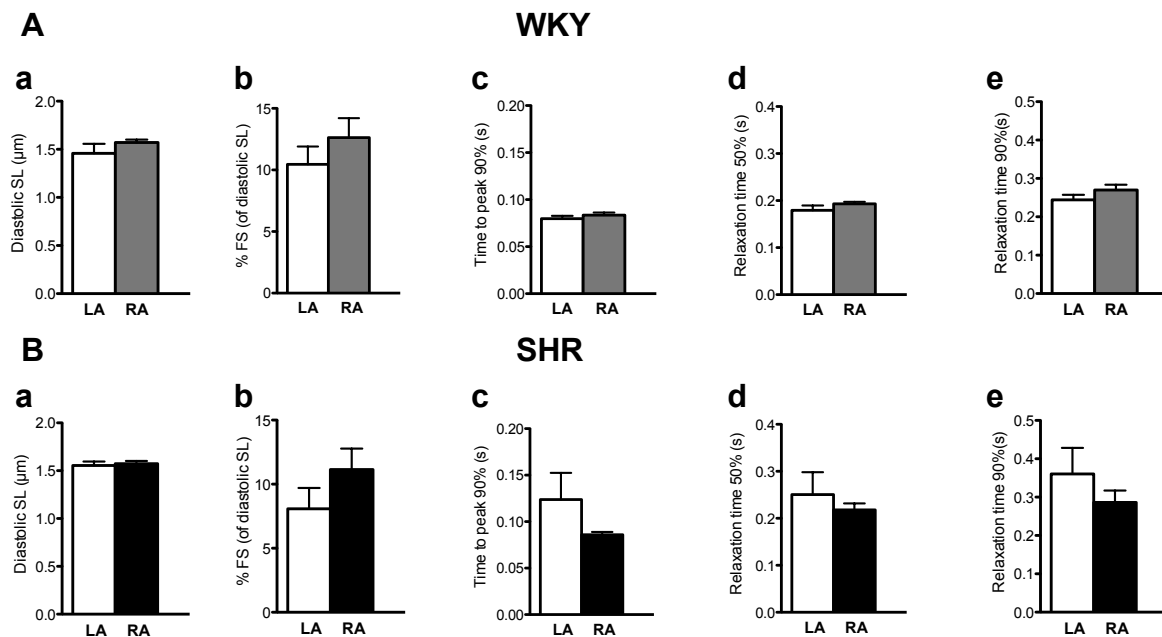 A
WKY
a
b
c
d
e
Diastolic SL (µm)
2.0
1.5
1.0
0.5
0.0
LA RA
% FS (of diastolic SL)
15
10
5
0
LA RA
Time to peak 90% (s)
0.20
0.15
0.10
0.05
0.00
LA RA
Relaxation time 50% (s)
0.4
0.3
0.2
0.1
0.0
LA RA
Relaxation time 90%(s)
0.5
0.4
0.3
0.2
0.1
0.0
LA RA
B
SHR
a
b
c
d
e
Diastolic SL (µm)
2.0
1.5
1.0
0.5
0.0
LA RA
% FS (of diastolic SL)
15
10
5
0
LA RA
Time to peak 90% (s)
0.20
0.15
0.10
0.05
0.00
LA RA
Relaxation time 50% (s)
0.4
0.3
0.2
0.1
0.0
LA RA
Relaxation time 90%(s)
0.5
0.4
0.3
0.2
0.1
0.0
LA RA